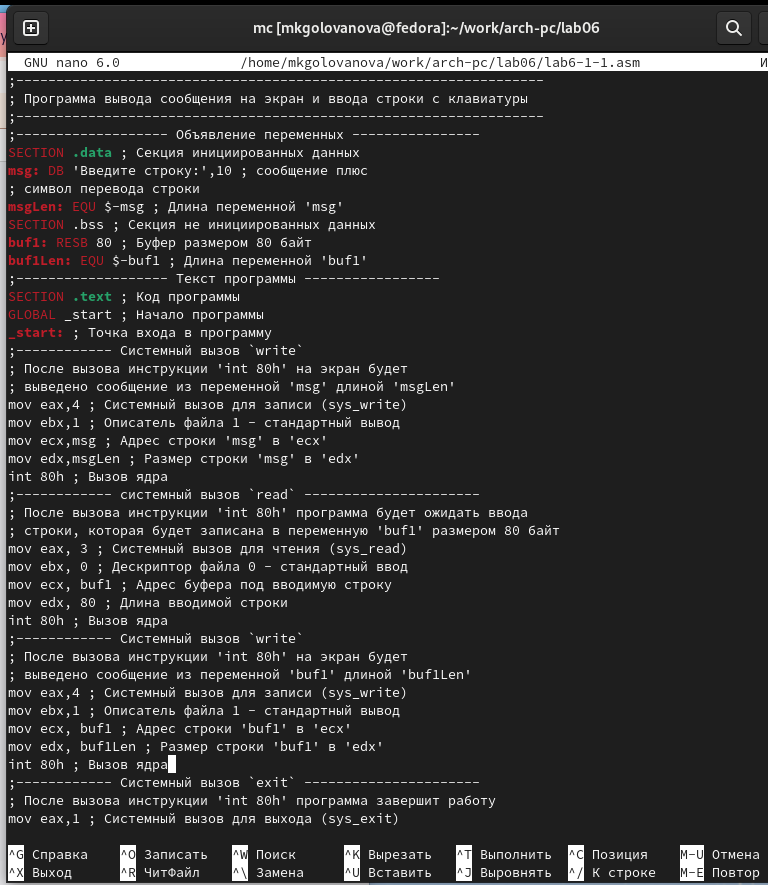 mc [mkgolovanova@fedora]:~/work/arch-pc/lab06
GNU nano 6.0 /home/mkgolovanova/work/arch-pc/lab06/lab6-1-1.asm И
;------------------------------------------------------------------
; Программа вывода сообщения на экран и ввода строки с клавиатуры
;------------------------------------------------------------------
;------------------- Объявление переменных ----------------
SECTION .data ; Секция инициированных данных
msg: DB 'Введите строку:',10 ; сообщение плюс
; символ перевода строки
msgLen: EQU $-msg ; Длина переменной 'msg'
SECTION .bss ; Секция не инициированных данных
buf1: RESB 80 ; Буфер размером 80 байт
buf1Len: EQU $-buf1 ; Длина переменной 'buf1'
;------------------- Текст программы -----------------
SECTION .text ; Код программы
GLOBAL _start ; Начало программы
_start: ; Точка входа в программу
;------------ Системный вызов `write`
; После вызова инструкции 'int 80h' на экран будет
; выведено сообщение из переменной 'msg' длиной 'msgLen'
mov eax,4 ; Системный вызов для записи (sys_write)
mov ebx,1 ; Описатель файла 1 - стандартный вывод
mov ecx,msg ; Адрес строки 'msg' в 'ecx'
mov edx,msgLen ; Размер строки 'msg' в 'edx'
int 80h ; Вызов ядра
;------------ системный вызов `read` ----------------------
; После вызова инструкции 'int 80h' программа будет ожидать ввода
; строки, которая будет записана в переменную 'buf1' размером 80 байт
mov eax, 3 ; Системный вызов для чтения (sys_read)
mov ebx, 0 ; Дескриптор файла 0 - стандартный ввод
mov ecx, buf1 ; Адрес буфера под вводимую строку
mov edx, 80 ; Длина вводимой строки
int 80h ; Вызов ядра
;------------ Системный вызов `write`
; После вызова инструкции 'int 80h' на экран будет
; выведено сообщение из переменной 'buf1' длиной 'buf1Len'
mov eax,4 ; Системный вызов для записи (sys_write)
mov ebx,1 ; Описатель файла 1 - стандартный вывод
mov ecx, buf1 ; Адрес строки 'buf1' в 'ecx'
mov edx, buf1Len ; Размер строки 'buf1' в 'edx'
int 80h ; Вызов ядра
;------------ Системный вызов `exit` ----------------------
; После вызова инструкции 'int 80h' программа завершит работу
mov eax,1 ; Системный вызов для выхода (sys_exit)
^G Справка ^O Записать ^W Поиск ^K Вырезать ^T Выполнить ^C Позиция M-U Отмена
^X Выход ^R ЧитФайл ^\ Замена ^U Вставить ^J Выровнять ^/ К строке M-E Повтор